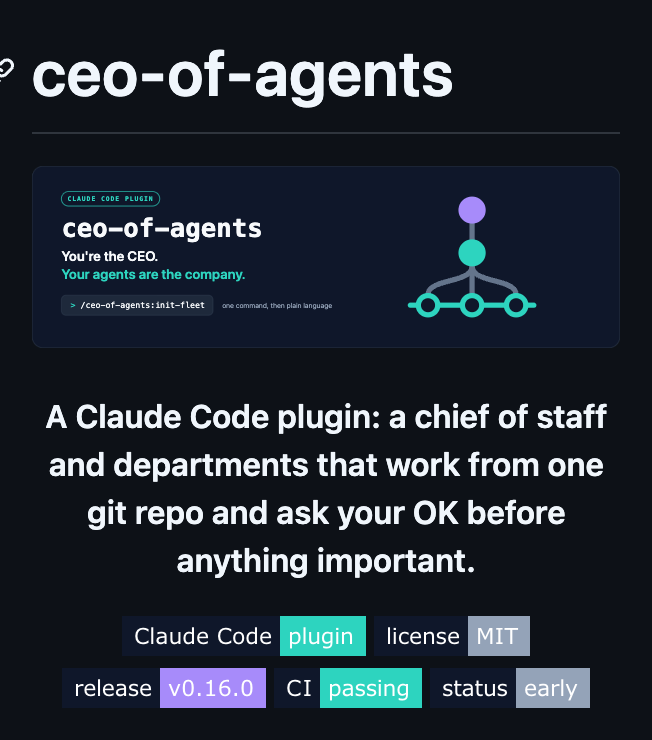 ceo-of-agents
CLAUDE CODE PLUGIN
ceo-of-agents
You're the CEO.
Your agents are the company.
> /ceo-of-agents:init-fleet one command, then plain language
A Claude Code plugin: a chief of staff
and departments that work from one
git repo and ask your OK before
anything important.
Claude Code plugin license MIT
release v0.16.0 CI passing status early